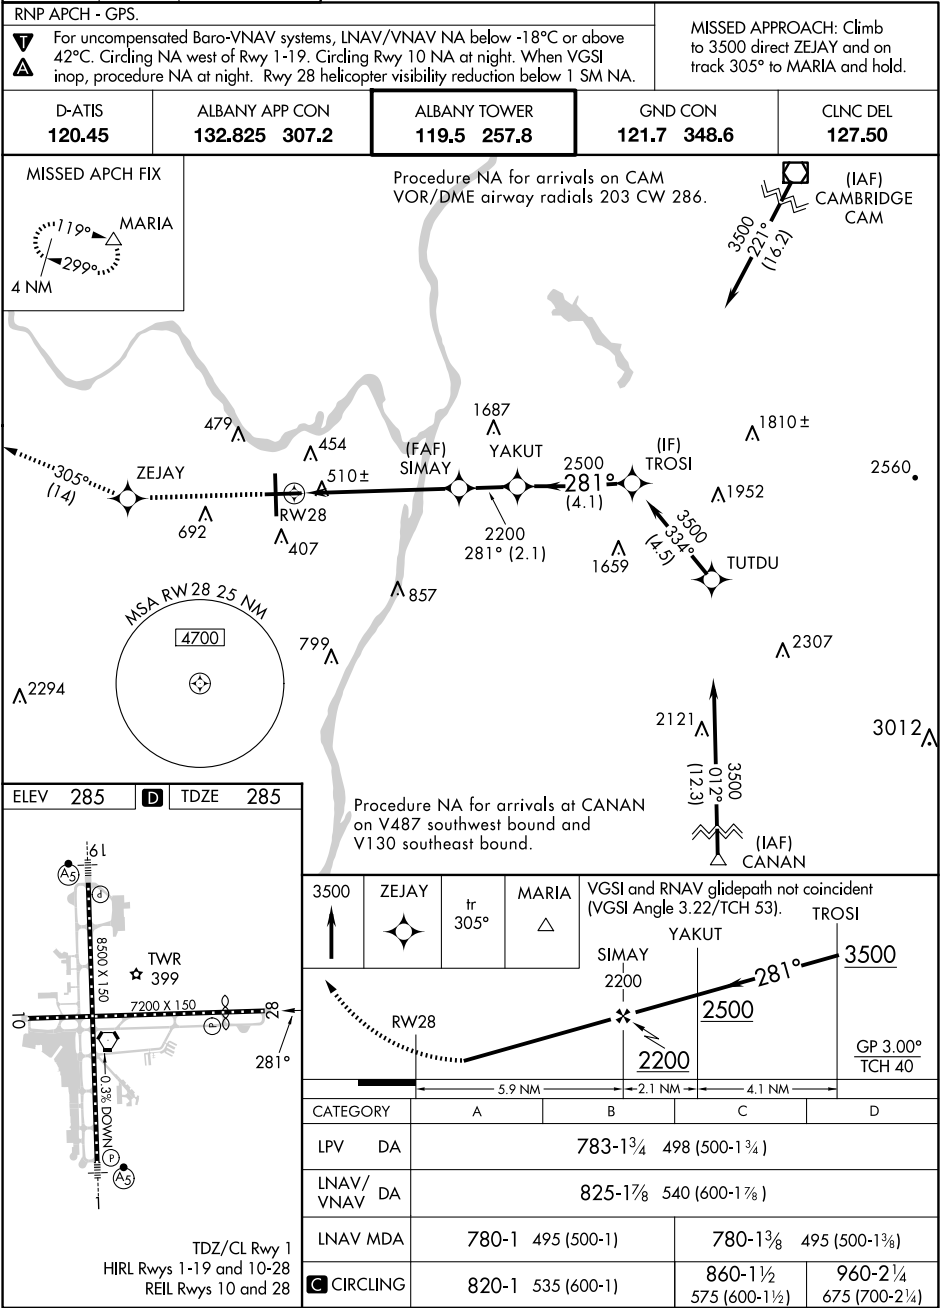 RNP APCH - GPS.
T
A
For uncompensated Baro-VNAV systems, LNAV/VNAV NA below -18°C or above
42°C. Circling NA west of Rwy 1-19. Circling Rwy 10 NA at night. When VGSI
inop, procedure NA at night. Rwy 28 helicopter visibility reduction below 1 SM NA.
MISSED APPROACH: Climb
to 3500 direct ZEJAY and on
track 305° to MARIA and hold.
D-ATIS
120.45
ALBANY APP CON
132.825 307.2
ALBANY TOWER
119.5 257.8
GND CON
121.7 348.6
CLNC DEL
127.50
MISSED APCH FIX
119°
MARIA
299°
4 NM
Procedure NA for arrivals on CAM
VOR/DME airway radials 203 CW 286.
(IAF)
CAMBRIDGE
CAM
3500
221°
(16.2)
479
454
510±
1687
(FAF)
SIMAY
YAKUT
2500
281°
(4.1)
(IF)
TROSI
1810±
2560
1952
305°
(14)
ZEJAY
692
RW28
407
2200
281° (2.1)
1659
3500
334°
(4.5)
TUTDU
857
MSA RW 28 25 NM
4700
799
2307
2294
2121
3012
3500
012°
(12.3)
(IAF)
CANAN
Procedure NA for arrivals at CANAN
on V487 southwest bound and
V130 southeast bound.
ELEV 285
D
TDZE 285
19
A5
P
8500 X 150
TWR
399
7200 X 150
10
28
P
281°
0.3% DOWN
P
A5
1
TDZ/CL Rwy 1
HIRL Rwys 1-19 and 10-28
REIL Rwys 10 and 28
3500
ZEJAY
tr
305°
MARIA
VGSI and RNAV glidepath not coincident
(VGSI Angle 3.22/TCH 53).
TROSI
YAKUT
SIMAY
2200
281°
3500
2500
2200
RW28
GP 3.00°
TCH 40
5.9 NM
2.1 NM
4.1 NM
CATEGORY A B C D
LPV DA 783-1¾ 498 (500-1¾)
LNAV/
VNAV DA 825-1⅞ 540 (600-1⅞)
LNAV MDA 780-1 495 (500-1) 780-1⅜ 495 (500-1⅜)
C CIRCLING 820-1 535 (600-1)
860-1½
575 (600-1½)
960-2¼
675 (700-2¼)